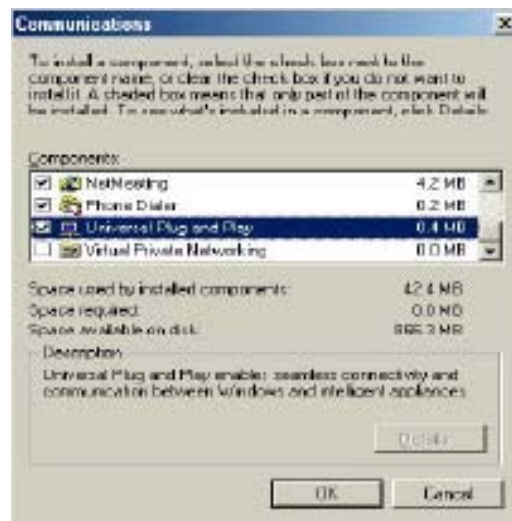 Communications
To install a component, select the check box next to the
component name, or clear the check box if you do not want to
install it. A shaded box means that only part of the component will
be installed. To see what's included in a component, click Details.
Components:
NetMeeting 4.2 MB
Phone Dialer 0.2 MB
Universal Plug and Play 0.4 MB
Virtual Private Networking 0.0 MB
Space used by installed components: 42.4 MB
Space required: 0.0 MB
Space available on disk: MB
Description
Universal Plug and Play enables seamless connectivity and
communication between Windows and intelligent appliances
Details
OK Cancel